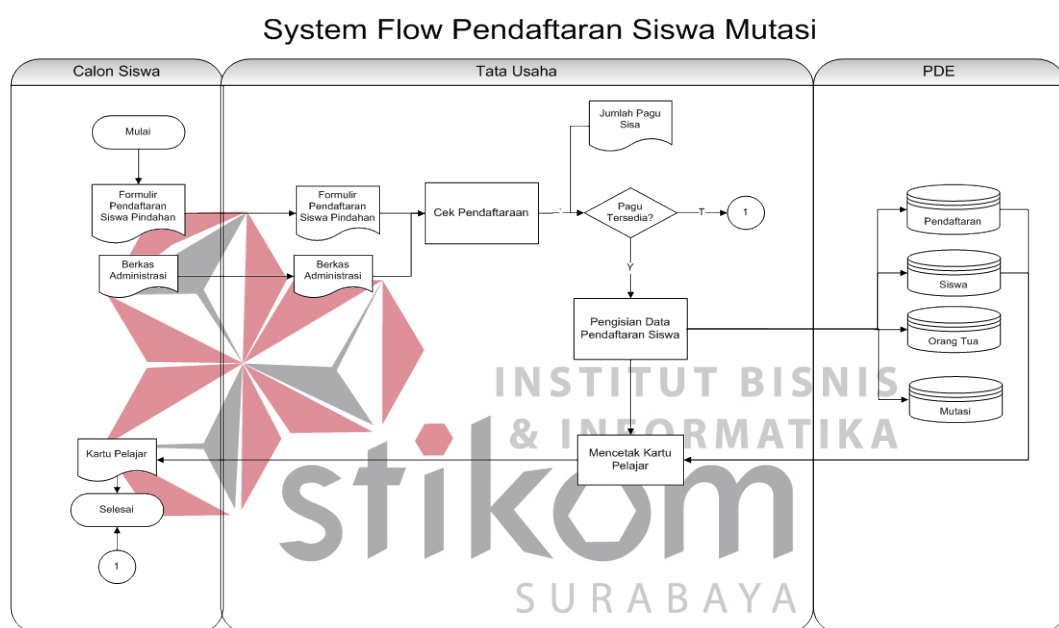 System Flow Pendaftaran Siswa Mutasi
Calon Siswa
Tata Usaha
PDE
Mulai
Jumlah Pagu
Sisa
Formulir
Pendaftaran
Siswa Pindahan
Formulir
Pendaftaran
Siswa Pindahan
Cek Pendaftaraan
Pagu
Tersedia?
T
1
Pendaftaran
Berkas
Administrasi
Berkas
Administrasi
Y
Siswa
Pengisian Data
Pendaftaran Siswa
Orang Tua
INSTITUT BISNIS
& INFORMATIKA
Mutasi
Kartu Pelajar
Mencetak Kartu
Pelajar
stikom
SURABAYA
Selesai
1